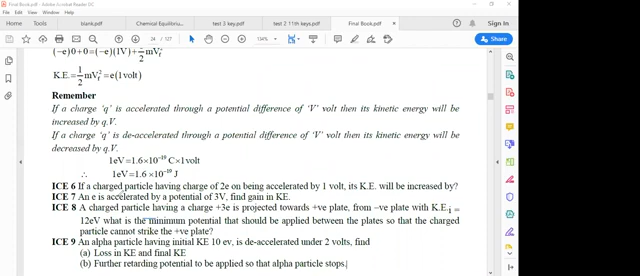 Final Book.pdf - Adobe Acrobat Reader DC
File Edit View Window Help
Home Tools blank.pdf Chemical Equilibriu... test 3 key.pdf test 2 11th keys.pdf Final Book.pdf × Sign In
24 / 127 134% Share
(−e)0+0=(−e)(1V)+½mV_f²
K.E.=½mV_f²=e(1volt)
Remember
If a charge ‘q’ is accelerated through a potential difference of ‘V’ volt then its kinetic energy will be
increased by q.V.
If a charge ‘q’ is de-accelerated through a potential difference of ‘V’ volt then its kinetic energy will be
decreased by q.V.
1eV=1.6×10⁻¹⁹ C×1volt
∴ 1eV=1.6×10⁻¹⁹ J
ICE 6 If a charged particle having charge of 2e on being accelerated by 1 volt, its K.E. will be increased by?
ICE 7 An e is accelerated by a potential of 3V, find gain in KE.
ICE 8 A charged particle having a charge +3e is projected towards +ve plate, from –ve plate with K.E.i =
12eV what is the minimum potential that should be applied between the plates so that the charged
particle cannot strike the +ve plate?
ICE 9 An alpha particle having initial KE 10 ev, is de-accelerated under 2 volts, find
(a) Loss in KE and final KE
(b) Further retarding potential to be applied so that alpha particle stops.